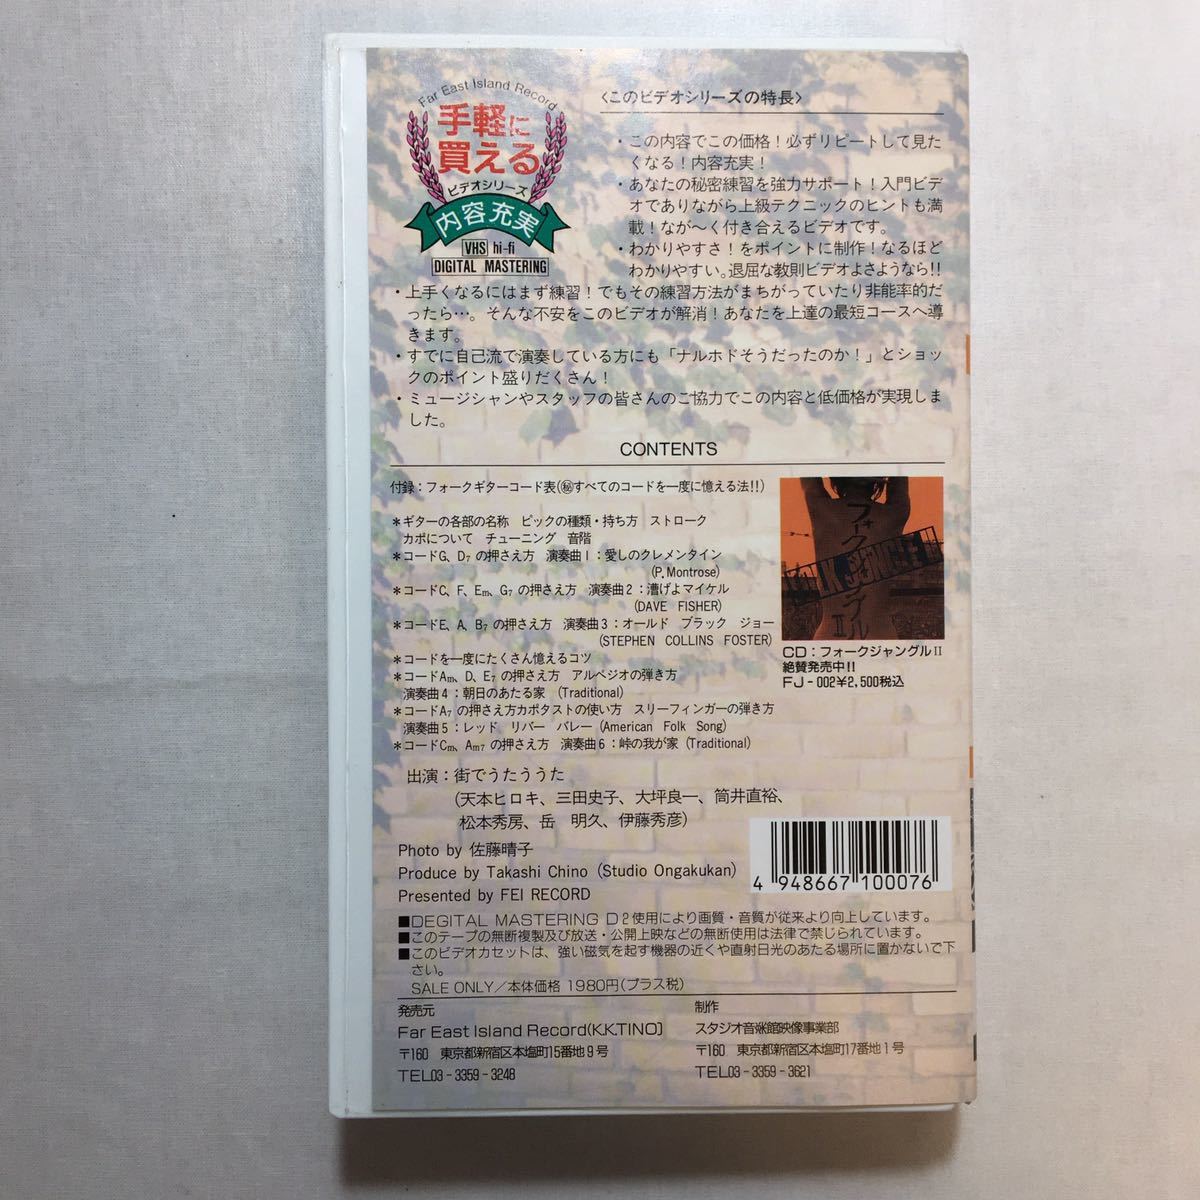 Far East Island Record
手軽に
買える
ビデオシリーズ
内容充実
VHS hi-fi
DIGITAL MASTERING
〈このビデオシリーズの特長〉
・この内容でこの価格！必ずリピートして見た
くなる！内容充実！
・あなたの秘密練習を強力サポート！入門ビデ
オでありながら上級テクニックのヒントも満
載！なが〜く付き合えるビデオです。
・わかりやすさ！をポイントに制作！なるほど
わかりやすい。退屈な教則ビデオよさようなら!!
・上手くなるにはまず練習！でもその練習方法がまちがっていたり非能率的だ
ったら…。そんな不安をこのビデオが解消！あなたを上達の最短コースへ導
きます。
・すでに自己流で演奏している方にも「ナルホドそうだったのか！」とショッ
クのポイント盛りだくさん！
・ミュージシャンやスタッフの皆さんのご協力でこの内容と低価格が実現しま
した。
CONTENTS
付録：フォークギターコード表(㊙すべてのコードを一度に憶える法!!)
＊ギターの各部の名称　ピックの種類・持ち方　ストローク
カポについて　チューニング　音階
＊コードG、D7 の押さえ方　演奏曲1：愛しのクレメンタイン
(P.Montrose)
＊コードC、F、Em、G7 の押さえ方　演奏曲2：漕げよマイケル
(DAVE FISHER)
＊コードE、A、B7 の押さえ方　演奏曲3：オールド ブラック ジョー
(STEPHEN COLLINS FOSTER)
＊コードを一度にたくさん憶えるコツ
＊コードAm、D、E7 の押さえ方　アルペジオの弾き方
演奏曲4：朝日のあたる家 (Traditional)
＊コードA7 の押さえ方カポタストの使い方　スリーフィンガーの弾き方
演奏曲5：レッド リバー バレー (American Folk Song)
＊コードCm、Am7 の押さえ方　演奏曲6：峠の我が家 (Traditional)
フォークジャングルII
CD：フォークジャングルII
絶賛発売中!!
FJ-002¥2,500税込
出演：街でうたううた
(天本ヒロキ、三田史子、大坪良一、筒井直裕、
松本秀房、岳　明久、伊藤秀彦)
Photo by 佐藤晴子
Produce by Takashi Chino (Studio Ongakukan)
Presented by FEI RECORD
4 948667 100076
■DEGITAL MASTERING D2使用により画質・音質が従来より向上しています。
■このテープの無断複製及び放送・公開上映などの無断使用は法律で禁じられています。
■このビデオカセットは、強い磁気を起す機器の近くや直射日光のあたる場所に置かないで下
さい。
SALE ONLY／本体価格 1980円(プラス税)
発売元
Far East Island Record(K.K.TINO)
〒160　東京都新宿区本塩町15番地9号
TEL03-3359-3248
制作
スタジオ音楽館映像事業部
〒160　東京都新宿区本塩町17番地1号
TEL03-3359-3621